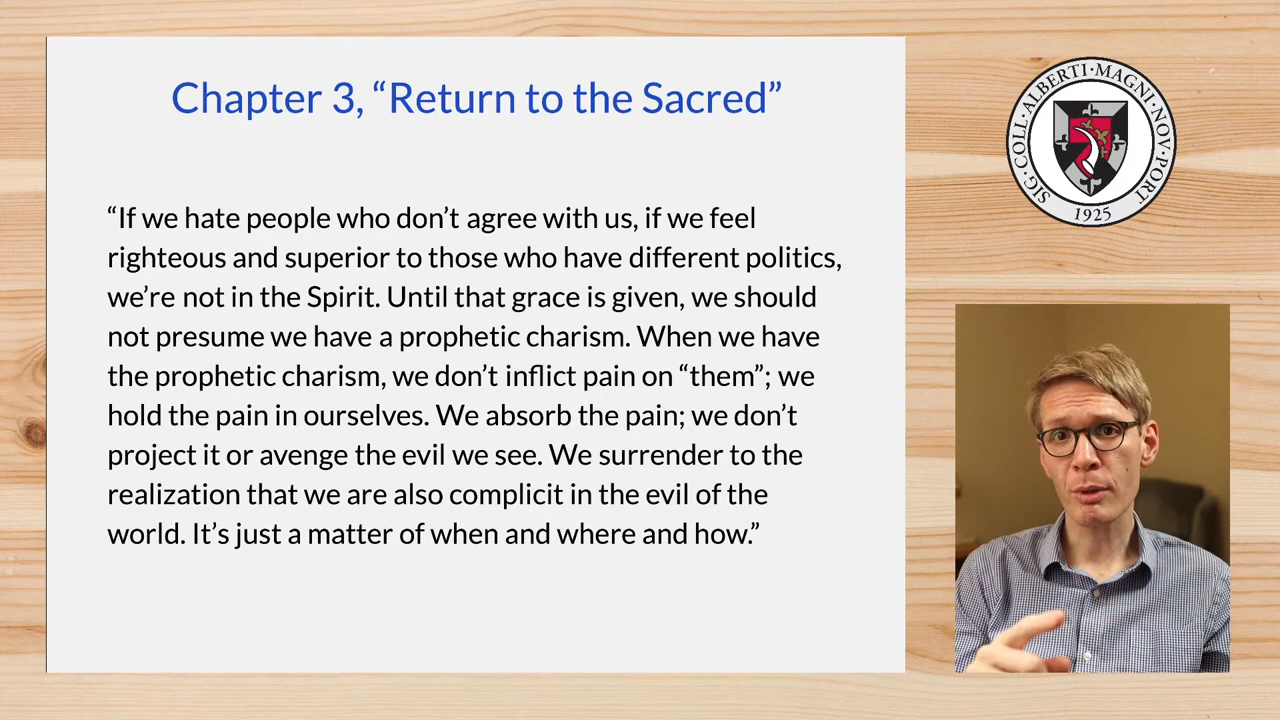 Chapter 3, “Return to the Sacred”
“If we hate people who don’t agree with us, if we feel
righteous and superior to those who have different politics,
we’re not in the Spirit. Until that grace is given, we should
not presume we have a prophetic charism. When we have
the prophetic charism, we don’t inflict pain on “them”; we
hold the pain in ourselves. We absorb the pain; we don’t
project it or avenge the evil we see. We surrender to the
realization that we are also complicit in the evil of the
world. It’s just a matter of when and where and how.”
SIG·COLL·ALBERTI·MAGNI·NOV·PORT
1925